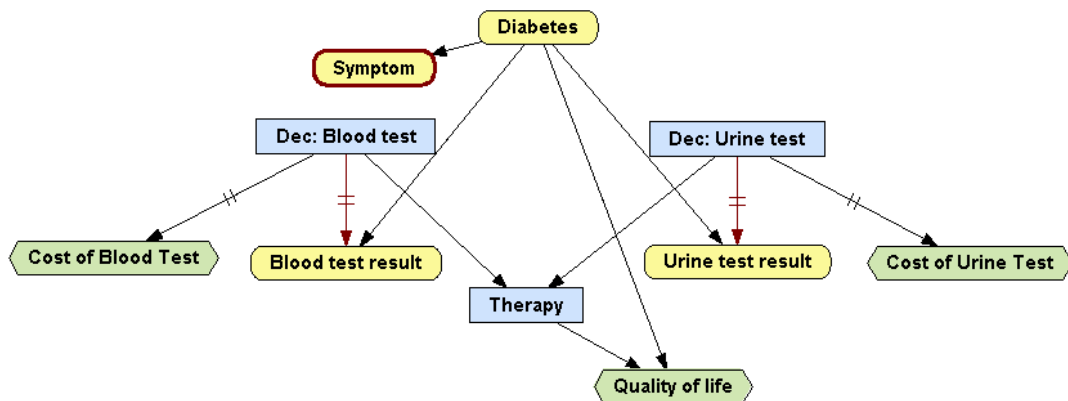 Diabetes
Symptom
Dec: Blood test
Dec: Urine test
Cost of Blood Test
Blood test result
Urine test result
Cost of Urine Test
Therapy
Quality of life